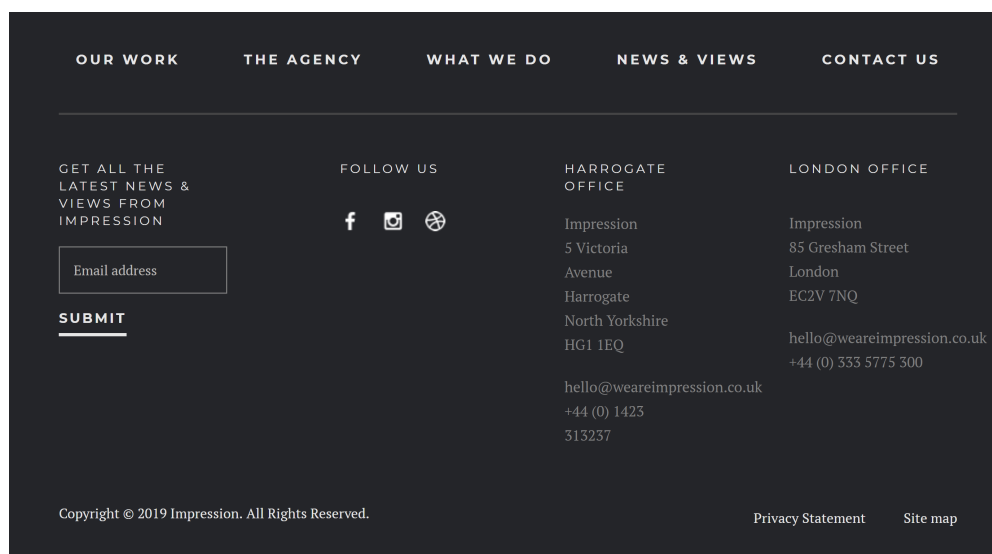 OUR WORK
THE AGENCY
WHAT WE DO
NEWS & VIEWS
CONTACT US
GET ALL THE
LATEST NEWS &
VIEWS FROM
IMPRESSION
Email address
SUBMIT
FOLLOW US
HARROGATE
OFFICE
Impression
5 Victoria
Avenue
Harrogate
North Yorkshire
HG1 1EQ
hello@weareimpression.co.uk
+44 (0) 1423
313237
LONDON OFFICE
Impression
85 Gresham Street
London
EC2V 7NQ
hello@weareimpression.co.uk
+44 (0) 333 5775 300
Copyright © 2019 Impression. All Rights Reserved.
Privacy Statement
Site map